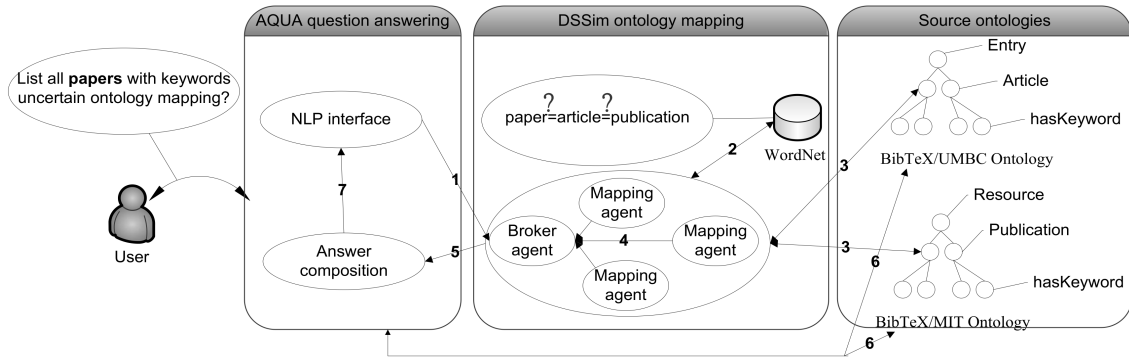 AQUA question answering
DSSim ontology mapping
Source ontologies
List all papers with keywords
uncertain ontology mapping?
User
NLP interface
Answer
composition
1
7
5
? ?
paper=article=publication
WordNet
2
Mapping
agent
Broker
agent
4
Mapping
agent
Mapping
agent
3
3
6
6
Entry
Article
hasKeyword
BibTeX/UMBC Ontology
Resource
Publication
hasKeyword
BibTeX/MIT Ontology